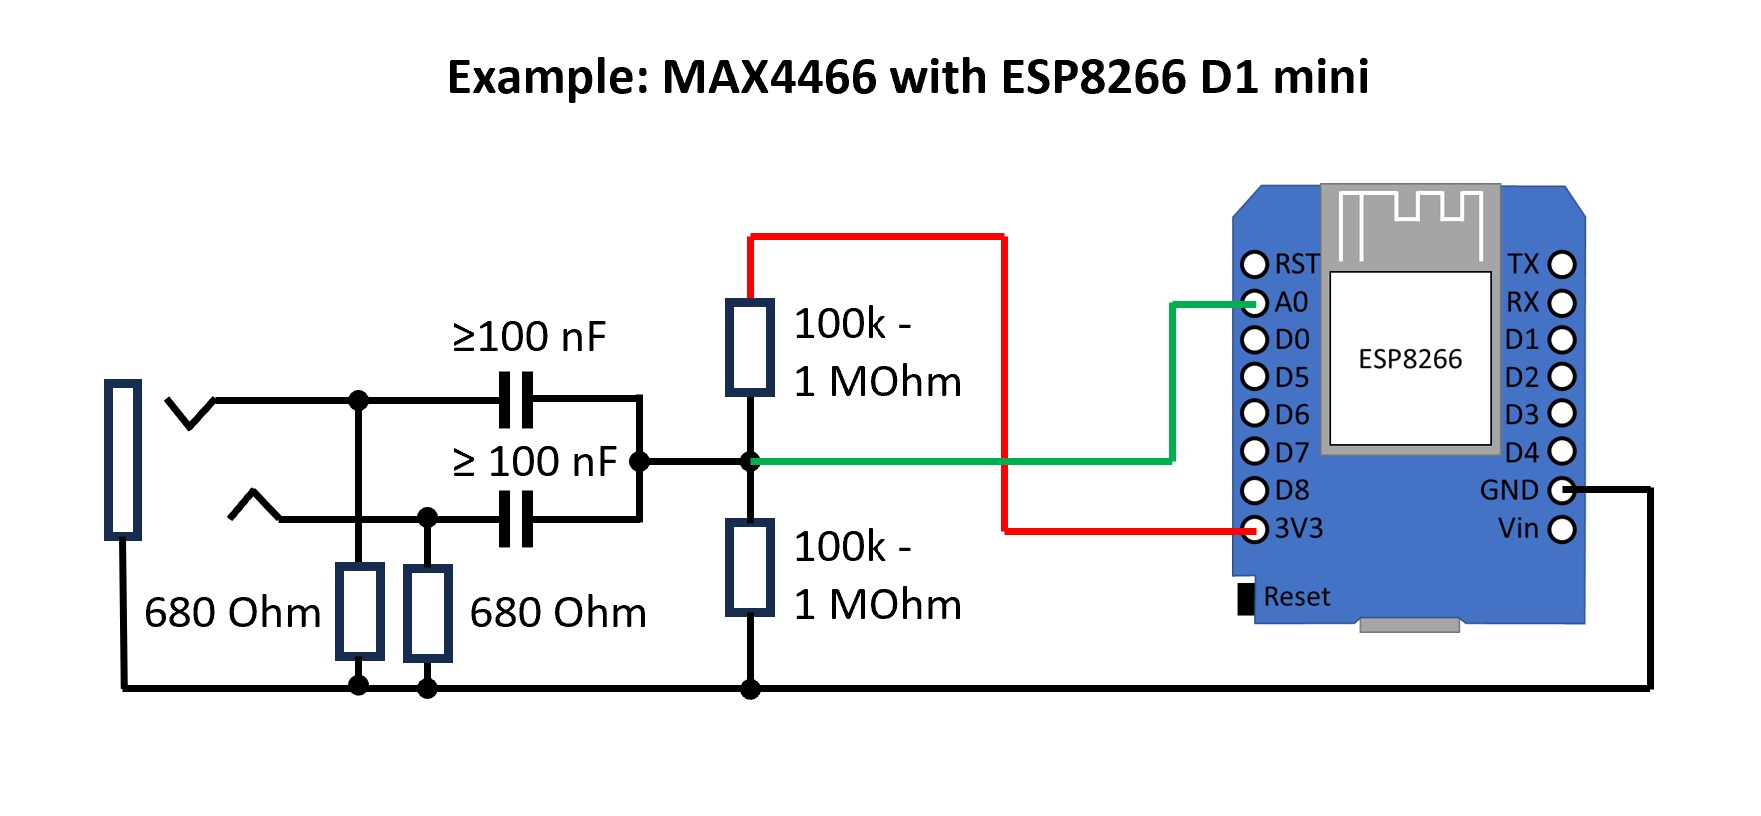 Example: MAX4466 with ESP8266 D1 mini
≥100 nF
≥ 100 nF
680 Ohm
680 Ohm
100k -
1 MOhm
100k -
1 MOhm
RST
A0
D0
D5
D6
D7
D8
3V3
Reset
ESP8266
TX
RX
D1
D2
D3
D4
GND
Vin